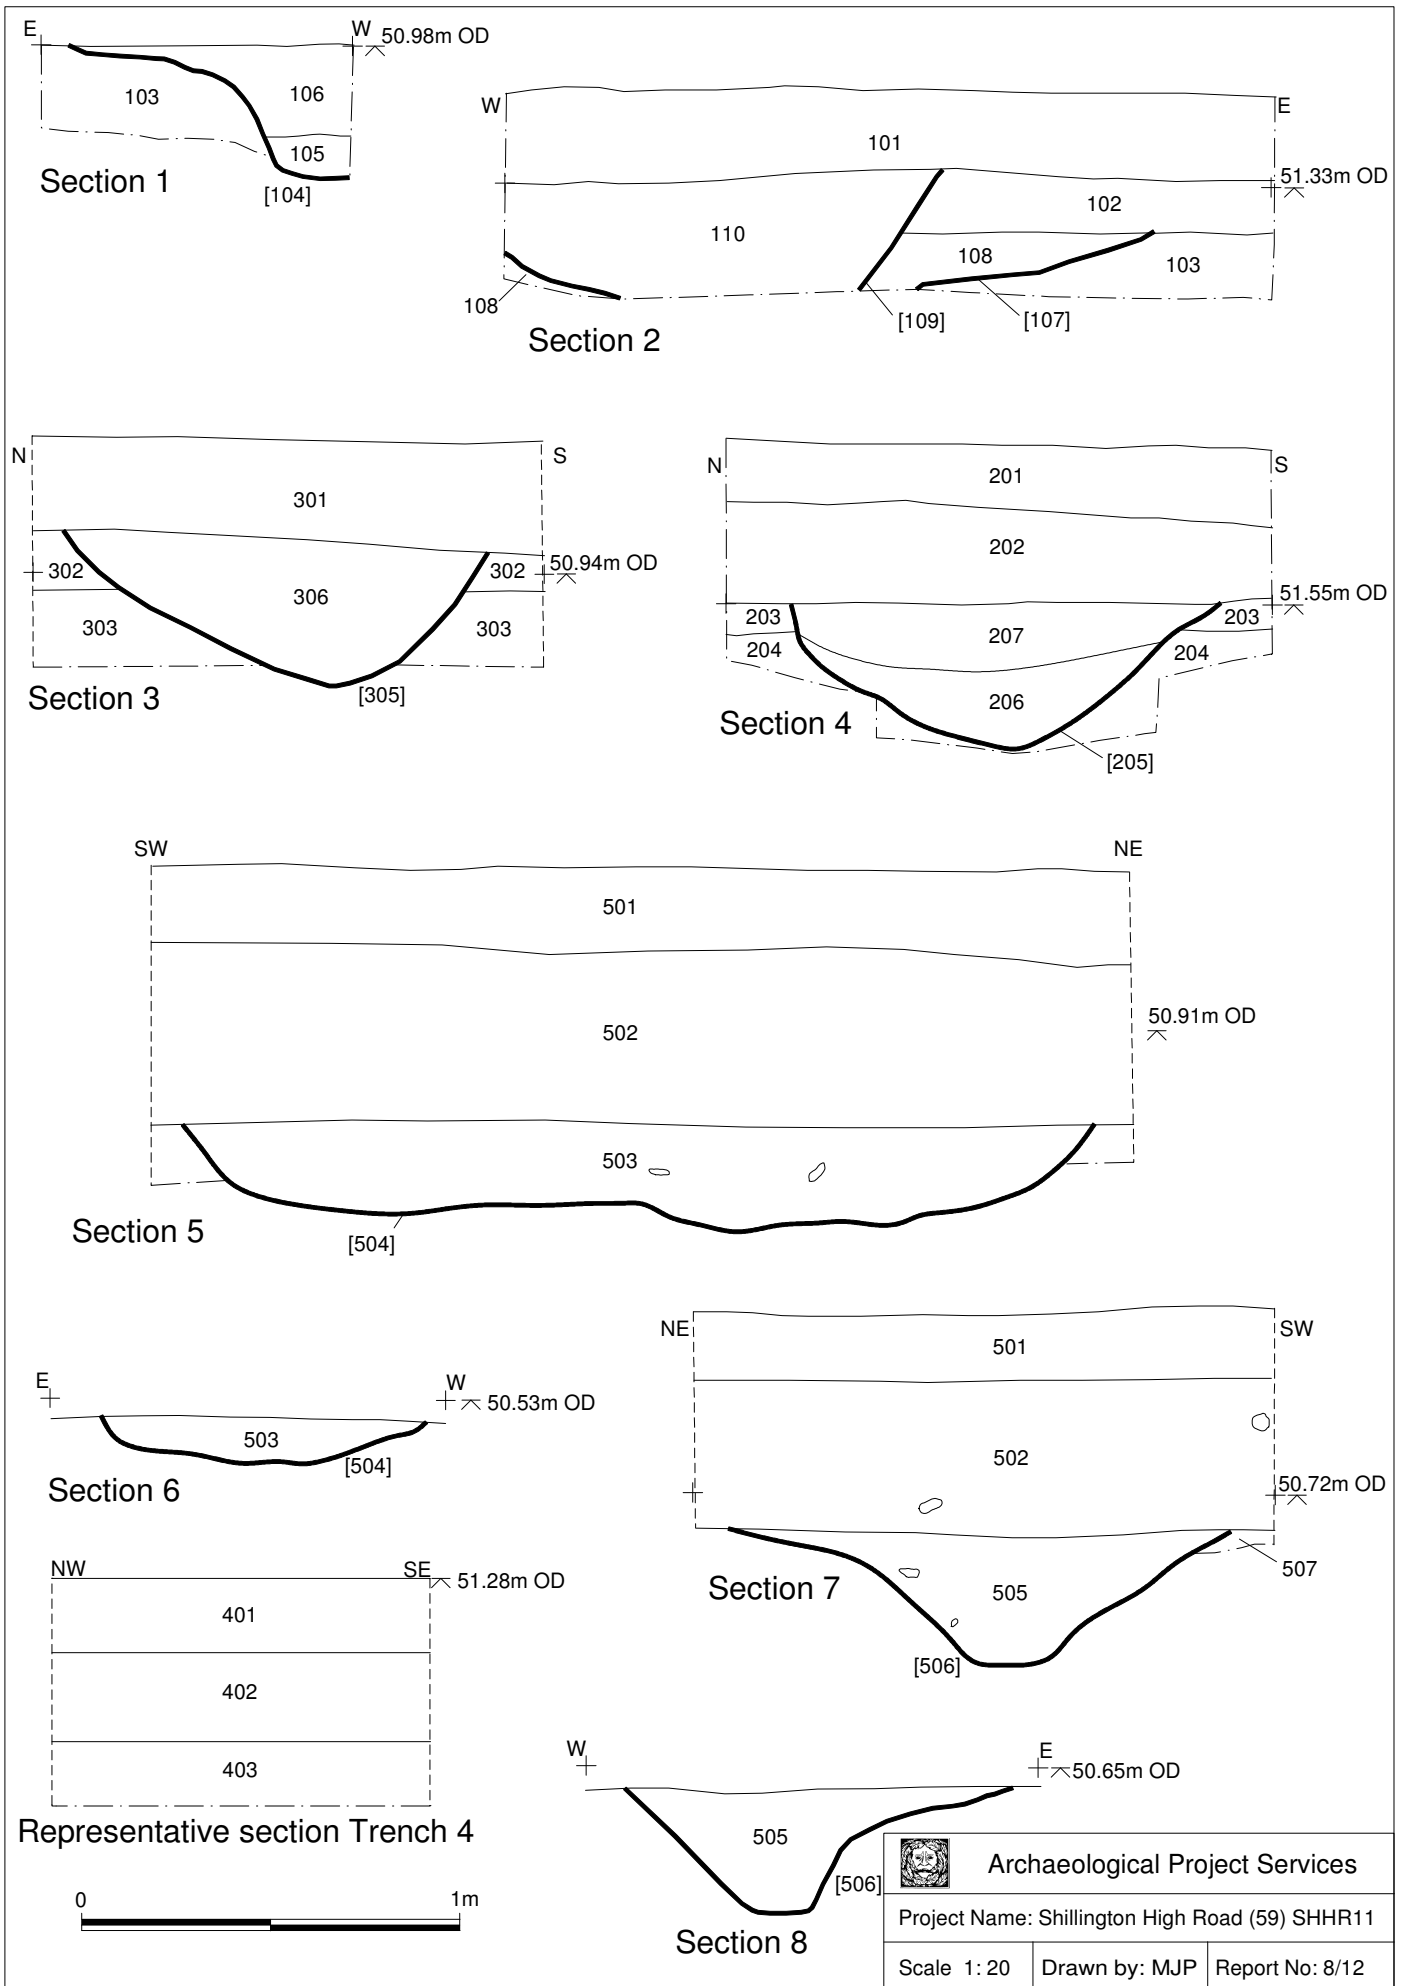 E
W
50.98m OD
103
106
105
[104]
Section 1
W
E
101
51.33m OD
102
110
108
103
108
[109]
[107]
Section 2
N
S
301
302
302
50.94m OD
306
303
303
[305]
Section 3
N
S
201
202
51.55m OD
203
203
207
204
204
206
[205]
Section 4
SW
NE
501
502
50.91m OD
503
[504]
Section 5
E
W
50.53m OD
503
[504]
Section 6
NE
SW
501
502
50.72m OD
507
505
[506]
Section 7
NW
SE
51.28m OD
401
402
403
Representative section Trench 4
W
E
50.65m OD
505
[506]
Section 8
0
1m
Archaeological Project Services
Project Name: Shillington High Road (59) SHHR11
Scale 1: 20
Drawn by: MJP
Report No: 8/12